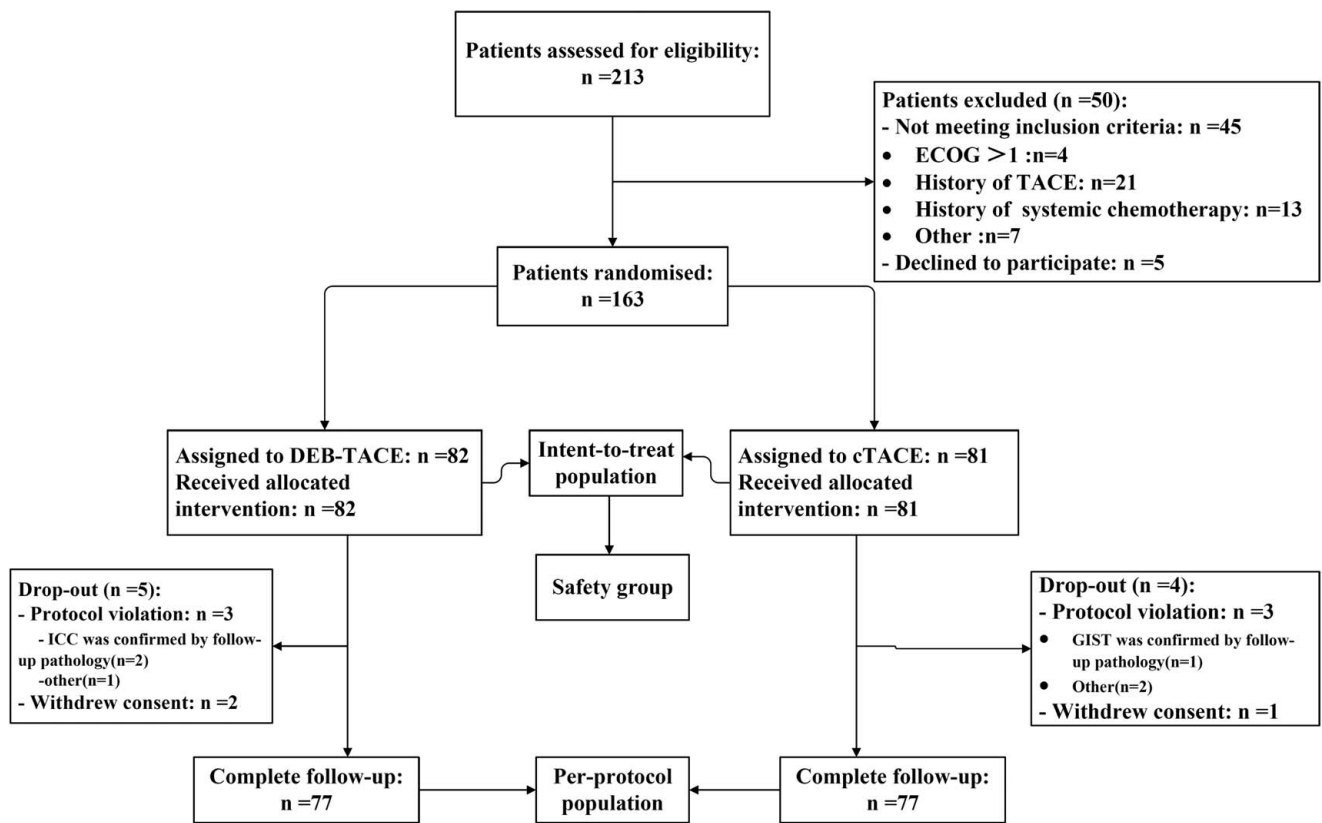 Patients assessed for eligibility:
n =213
Patients excluded (n =50):
- Not meeting inclusion criteria: n =45
• ECOG >1 :n=4
• History of TACE: n=21
• History of systemic chemotherapy: n=13
• Other :n=7
- Declined to participate: n =5
Patients randomised:
n =163
Assigned to DEB-TACE: n =82
Received allocated
intervention: n =82
Intent-to-treat
population
Assigned to cTACE: n =81
Received allocated
intervention: n =81
Safety group
Drop-out (n =5):
- Protocol violation: n =3
- ICC was confirmed by follow-
up pathology(n=2)
-other(n=1)
- Withdrew consent: n =2
Drop-out (n =4):
- Protocol violation: n =3
• GIST was confirmed by follow-
up pathology(n=1)
• Other(n=2)
- Withdrew consent: n =1
Complete follow-up:
n =77
Per-protocol
population
Complete follow-up:
n =77